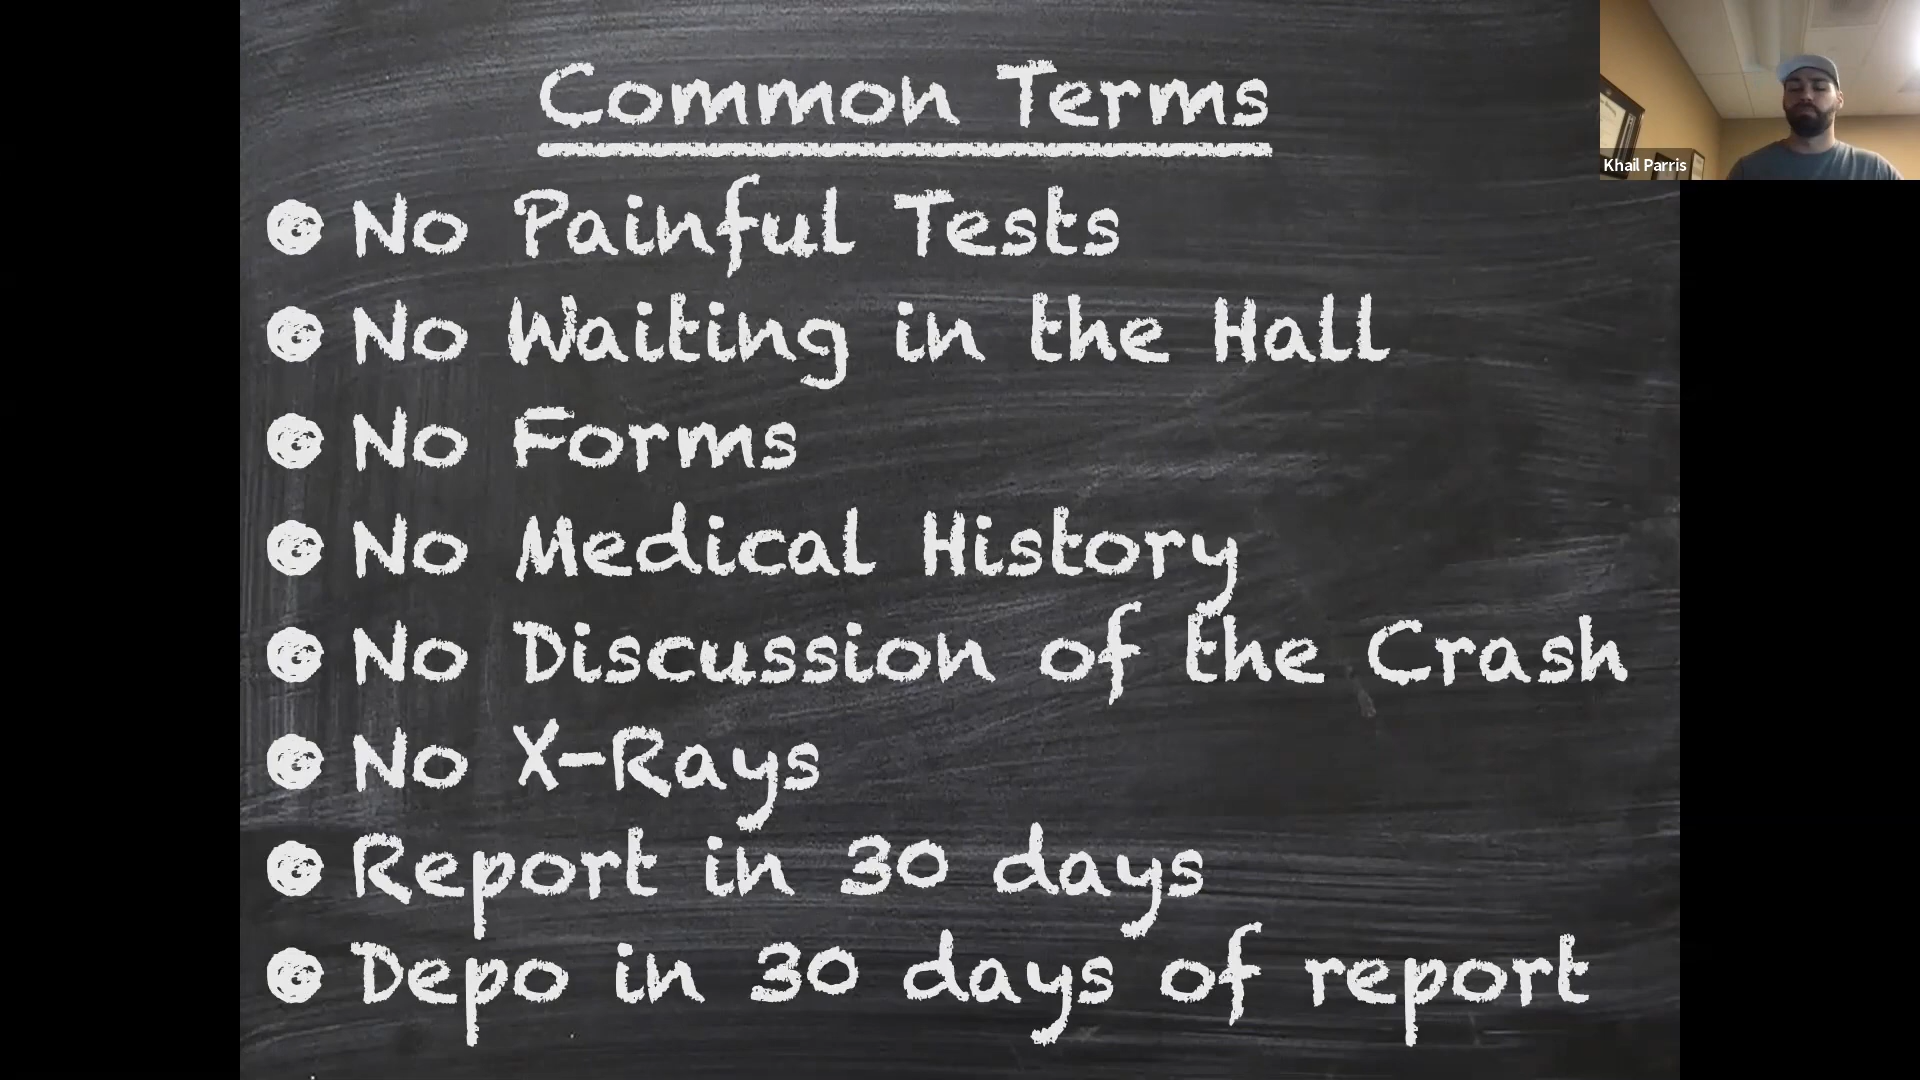 Common Terms
No Painful Tests
No Waiting in the Hall
No Forms
No Medical History
No Discussion of the Crash
No X-Rays
Report in 30 days
Depo in 30 days of report
Khail Parris